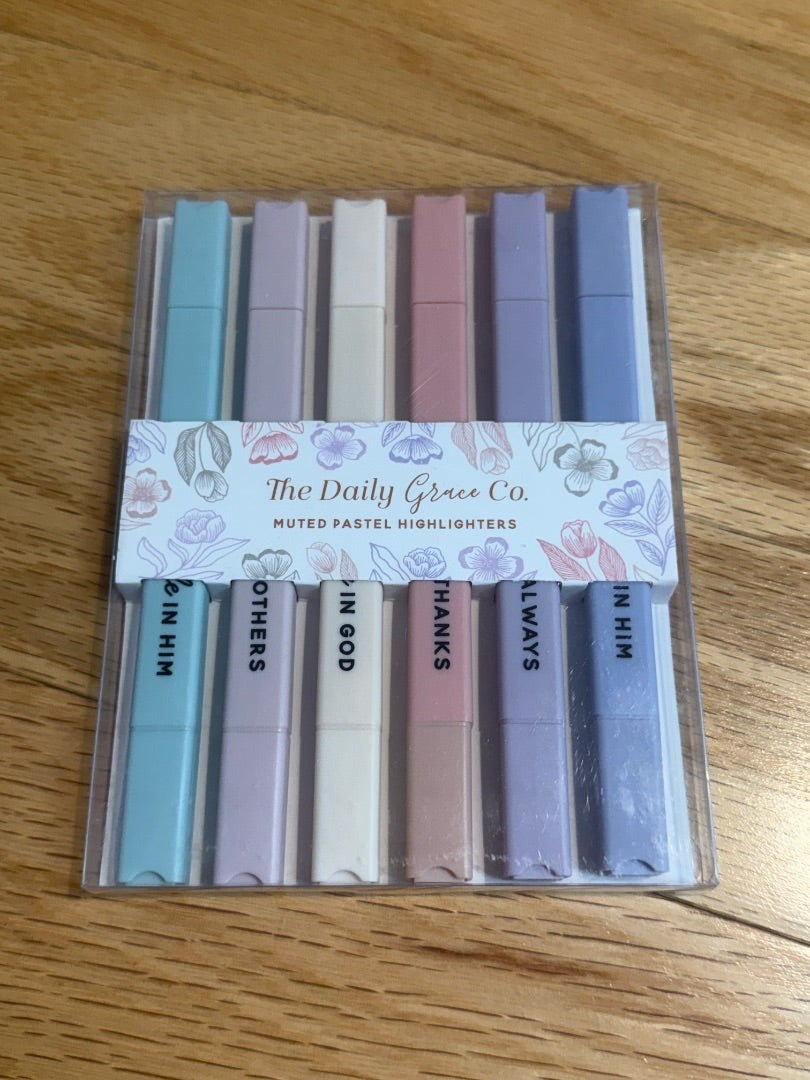 The Daily Grace Co.
MUTED PASTEL HIGHLIGHTERS
IN HIM
OTHERS
IN GOD
THANKS
ALWAYS
IN HIM